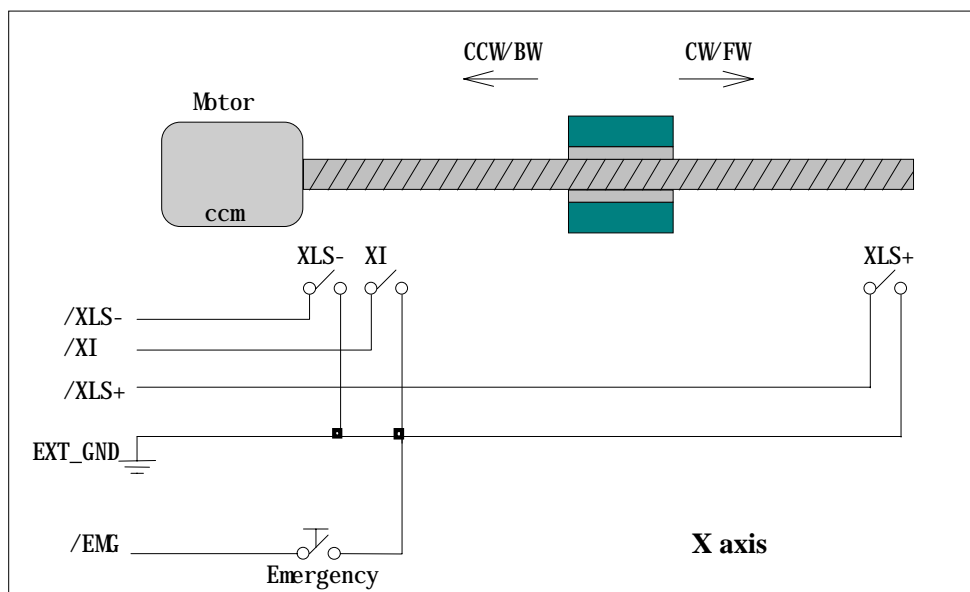 CCW/BW
CW/FW
Motor
ccm
XLS-
XI
XLS+
/XLS-
/XI
/XLS+
EXT_GND
/EMG
Emergency
X axis